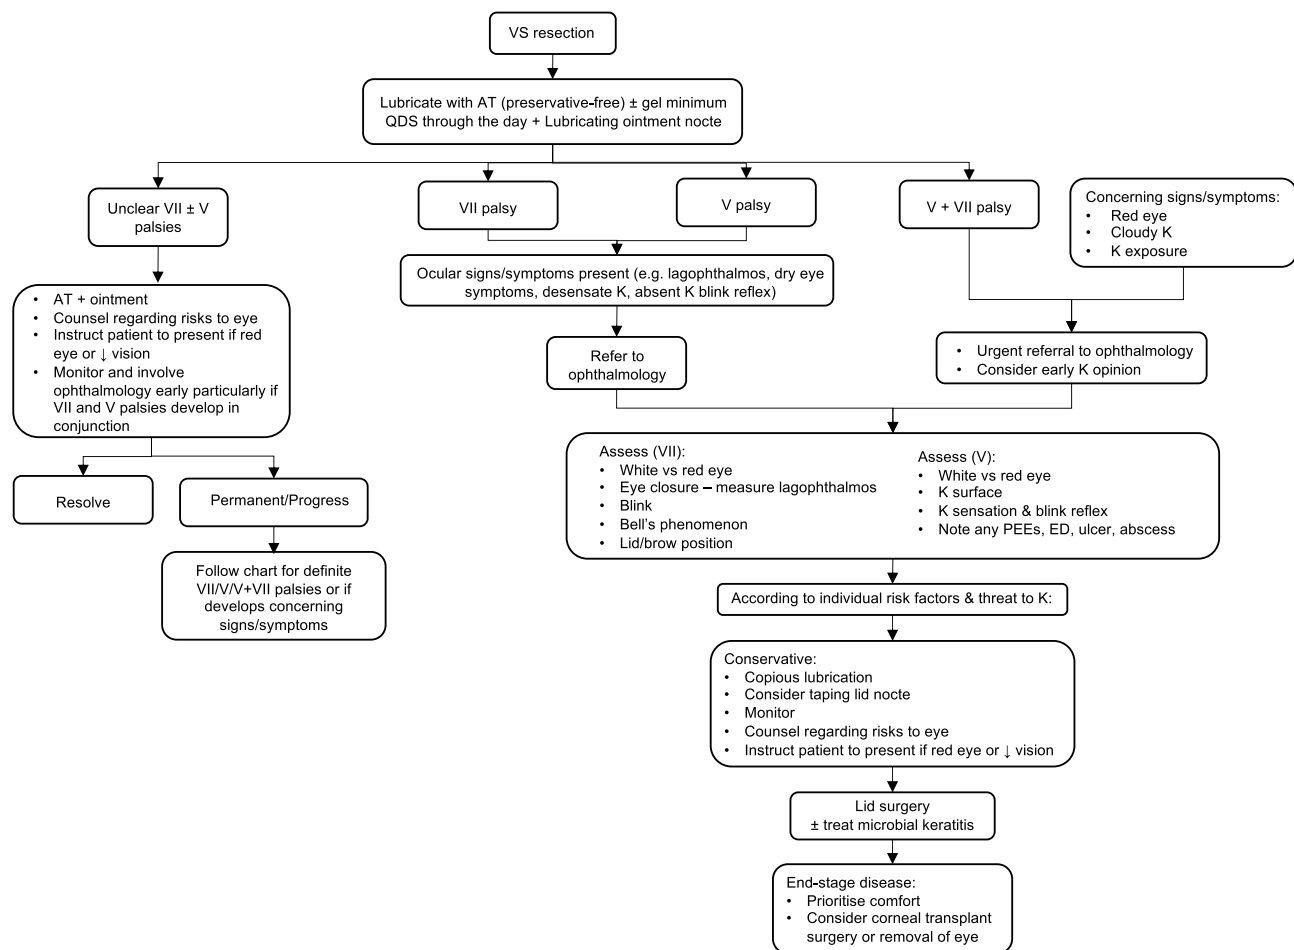 VS resection
Lubricate with AT (preservative-free) ± gel minimum
QDS through the day + Lubricating ointment nocte
Unclear VII ± V
palsies
VII palsy
V palsy
V + VII palsy
Concerning signs/symptoms:
• Red eye
• Cloudy K
• K exposure
• AT + ointment
• Counsel regarding risks to eye
• Instruct patient to present if red
eye or ↓ vision
• Monitor and involve
ophthalmology early particularly if
VII and V palsies develop in
conjunction
Ocular signs/symptoms present (e.g. lagophthalmos, dry eye
symptoms, desensate K, absent K blink reflex)
Refer to
ophthalmology
• Urgent referral to ophthalmology
• Consider early K opinion
Resolve
Permanent/Progress
Follow chart for definite
VII/V/V+VII palsies or if
develops concerning
signs/symptoms
Assess (VII):
• White vs red eye
• Eye closure – measure lagophthalmos
• Blink
• Bell's phenomenon
• Lid/brow position
Assess (V):
• White vs red eye
• K surface
• K sensation & blink reflex
• Note any PEEs, ED, ulcer, abscess
According to individual risk factors & threat to K:
Conservative:
• Copious lubrication
• Consider taping lid nocte
• Monitor
• Counsel regarding risks to eye
• Instruct patient to present if red eye or ↓ vision
Lid surgery
± treat microbial keratitis
End-stage disease:
• Prioritise comfort
• Consider corneal transplant
surgery or removal of eye